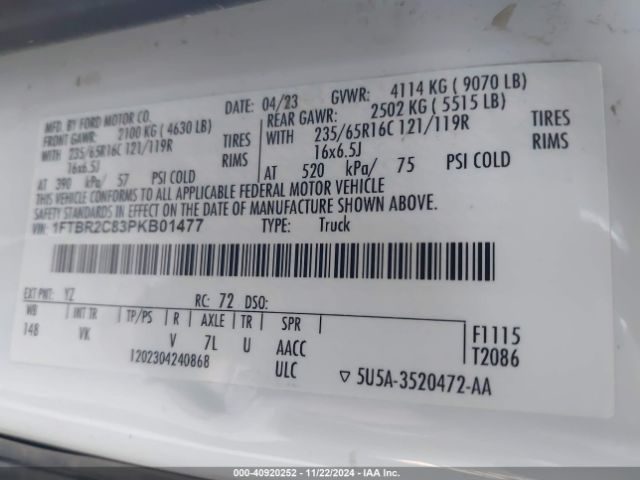 MFD. BY FORD MOTOR CO.
DATE: 04/23 GVWR: 4114 KG ( 9070 LB)
FRONT GAWR: 2100 KG (4630 LB)
REAR GAWR: 2502 KG ( 5515 LB)
WITH 235/65R16C 121/119R TIRES
16x6.5J RIMS
AT 390 kPa/ 57 PSI COLD
WITH 235/65R16C 121/119R TIRES
16x6.5J RIMS
AT 520 kPa/ 75 PSI COLD
THIS VEHICLE CONFORMS TO ALL APPLICABLE FEDERAL MOTOR VEHICLE
SAFETY STANDARDS IN EFFECT ON THE DATE OF MANUFACTURE SHOWN ABOVE.
VIN: 1FTBR2C83PKB01477 TYPE: Truck
EXT PNT: YZ RC: 72 DSO:
WB INT TR TP/PS R AXLE TR SPR
148 VK V 7L U AACC
ULC
F1115
T2086
1202304240868
▽ 5U5A-3520472-AA
000-40920252 - 11/22/2024 - IAA Inc.